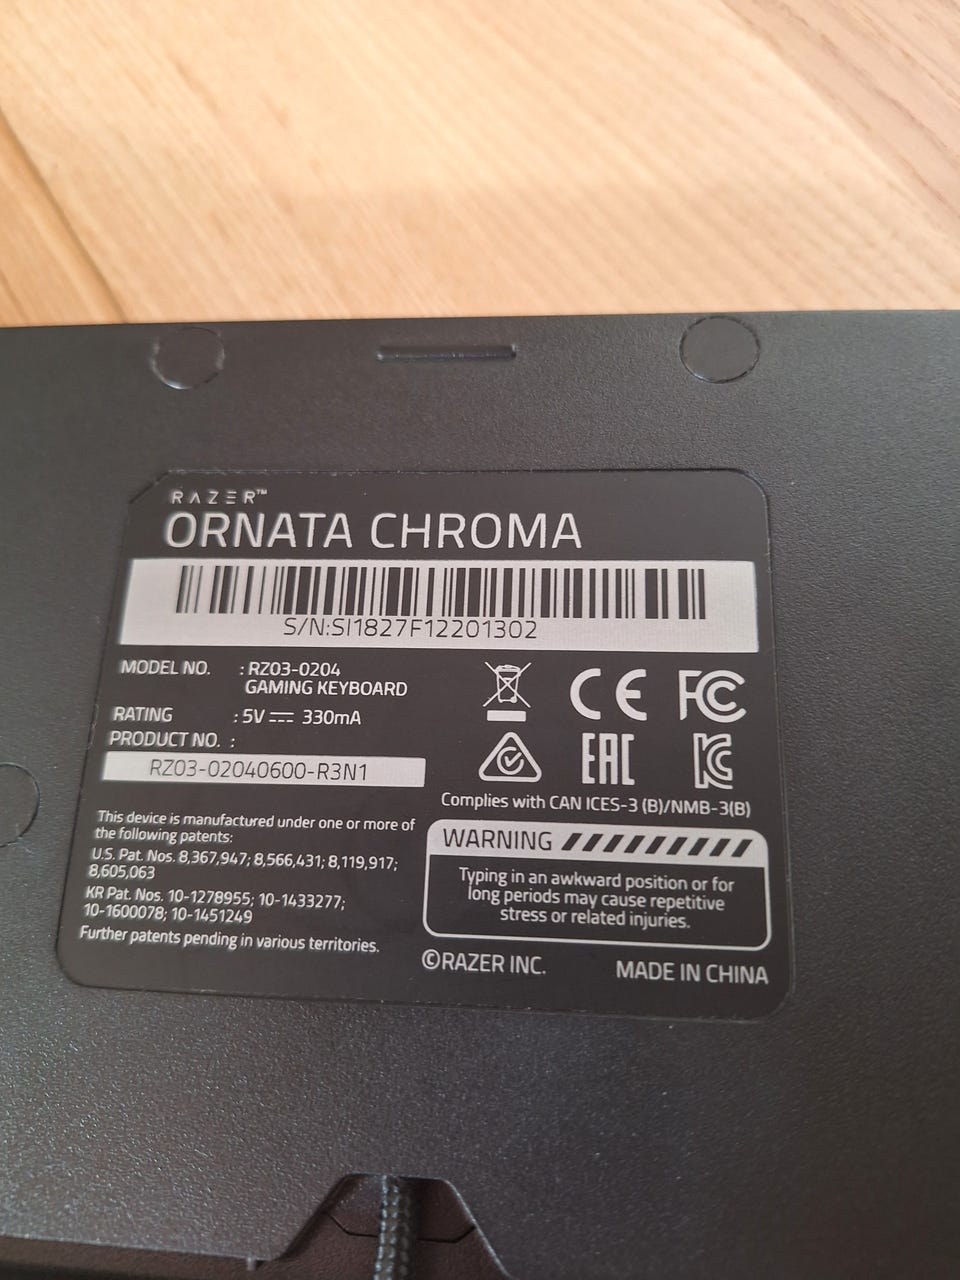 RAZER™
ORNATA CHROMA
S/N:SI1827F12201302
MODEL NO. : RZ03-0204
GAMING KEYBOARD
RATING : 5V ⎓ 330mA
PRODUCT NO. :
RZ03-02040600-R3N1
CE FC
EAC KC
Complies with CAN ICES-3 (B)/NMB-3(B)
This device is manufactured under one or more of
the following patents:
U.S. Pat. Nos. 8,367,947; 8,566,431; 8,119,917;
8,605,063
KR Pat. Nos. 10-1278955; 10-1433277;
10-1600078; 10-1451249
Further patents pending in various territories.
WARNING
Typing in an awkward position or for
long periods may cause repetitive
stress or related injuries.
©RAZER INC. MADE IN CHINA